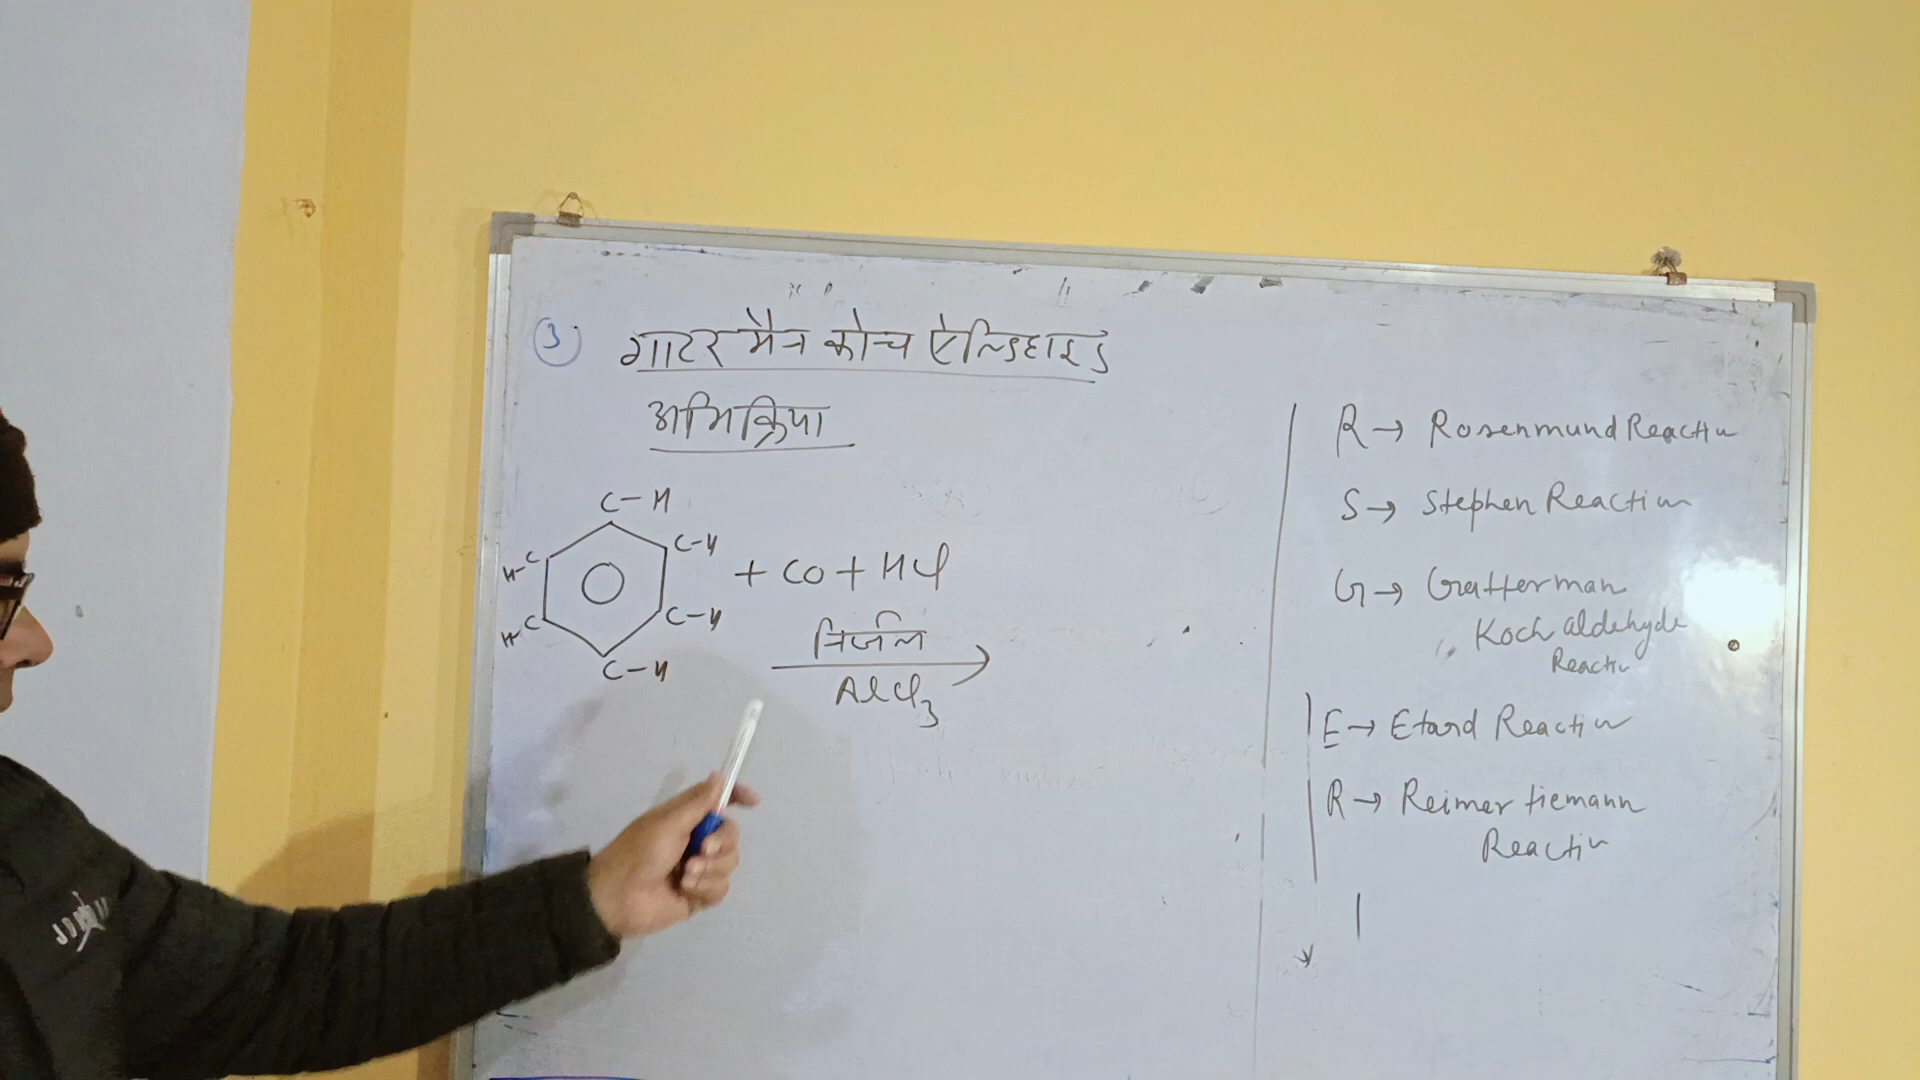 3 गाटर मैन कोच ऐल्डिहाइड
अभिक्रिया
C-H
H-C C-H
H-C C-H
C-H
+ CO + HCl
निर्जल
AlCl3
R → Rosenmund Reaction
S → Stephen Reaction
G → Gatterman
Koch aldehyde
Reaction
E → Etard Reaction
R → Reimer tiemann
Reaction